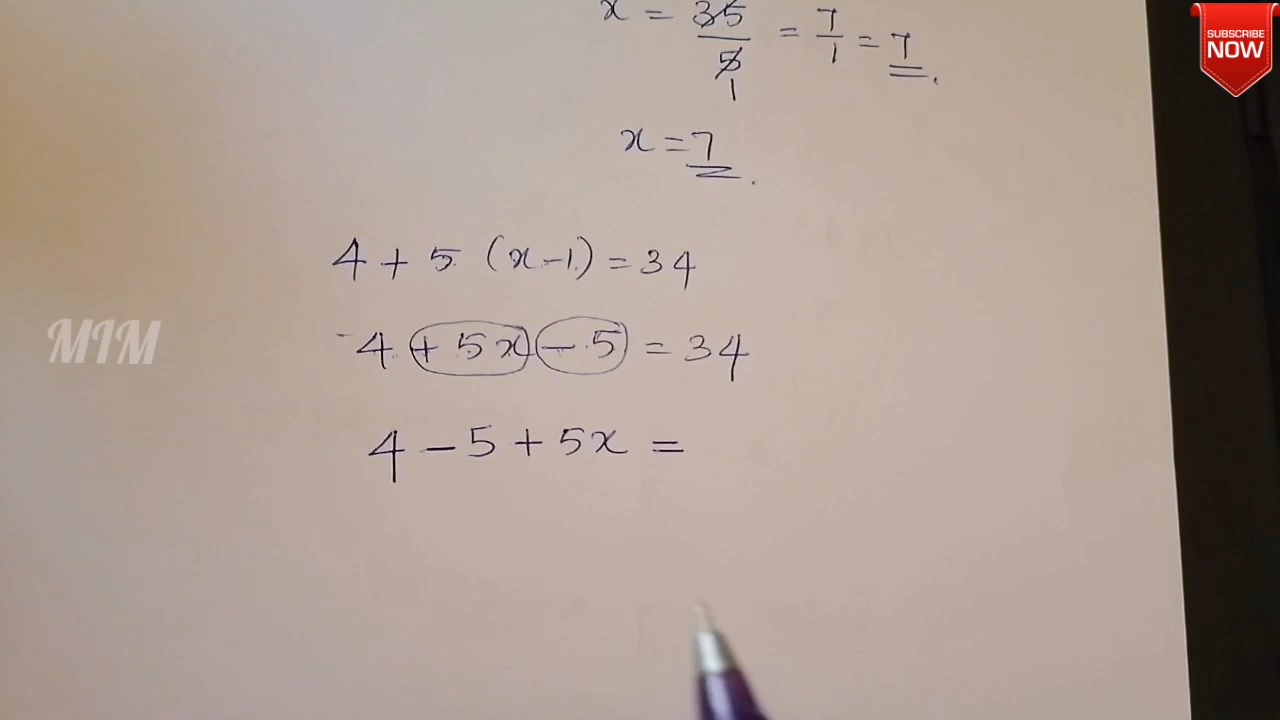 x = 35/5 = 7/1 = 7
1
SUBSCRIBE
NOW
x = 7
4 + 5 (x - 1) = 34
MIM
4 + 5x - 5 = 34
4 - 5 + 5x =